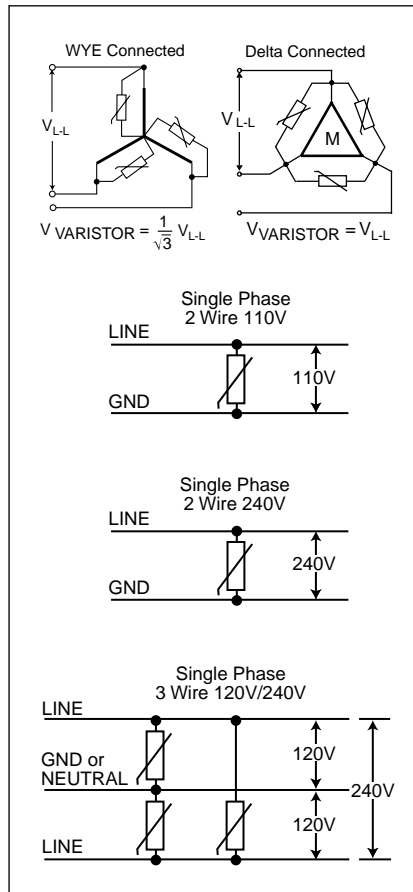 WYE Connected
Delta Connected
V L-L
V L-L
M
V VARISTOR = 1/√3 V L-L
V VARISTOR = V L-L
Single Phase
2 Wire 110V
LINE
110V
GND
Single Phase
2 Wire 240V
LINE
240V
GND
Single Phase
3 Wire 120V/240V
LINE
120V
GND or
NEUTRAL
240V
120V
LINE